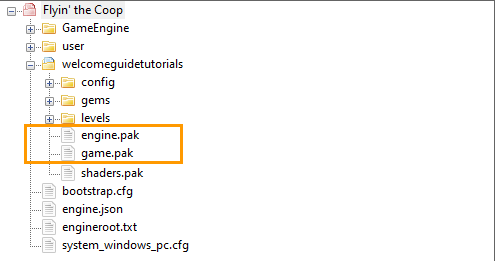 Flyin' the Coop
GameEngine
user
welcomeguidetutorials
config
gems
levels
engine.pak
game.pak
shaders.pak
bootstrap.cfg
engine.json
engineroot.txt
system_windows_pc.cfg